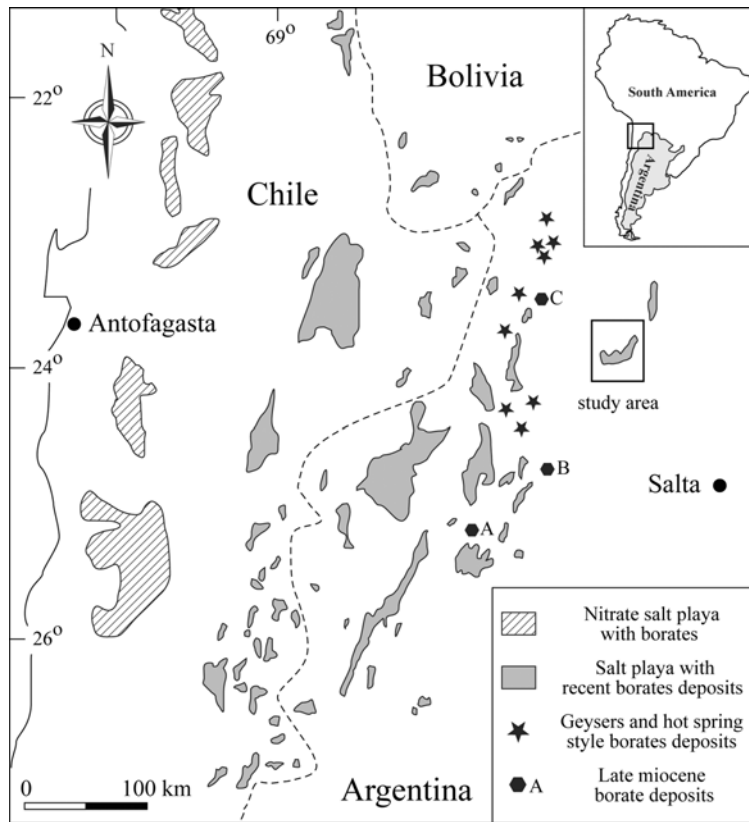 69°
N
Bolivia
22°
South America
Argentina
Chile
C
Antofagasta
24°
study area
B
Salta
A
26°
Nitrate salt playa
with borates
Salt playa with
recent borates deposits
Geysers and hot spring
style borates deposits
A
Late miocene
borate deposits
0
100 km
Argentina